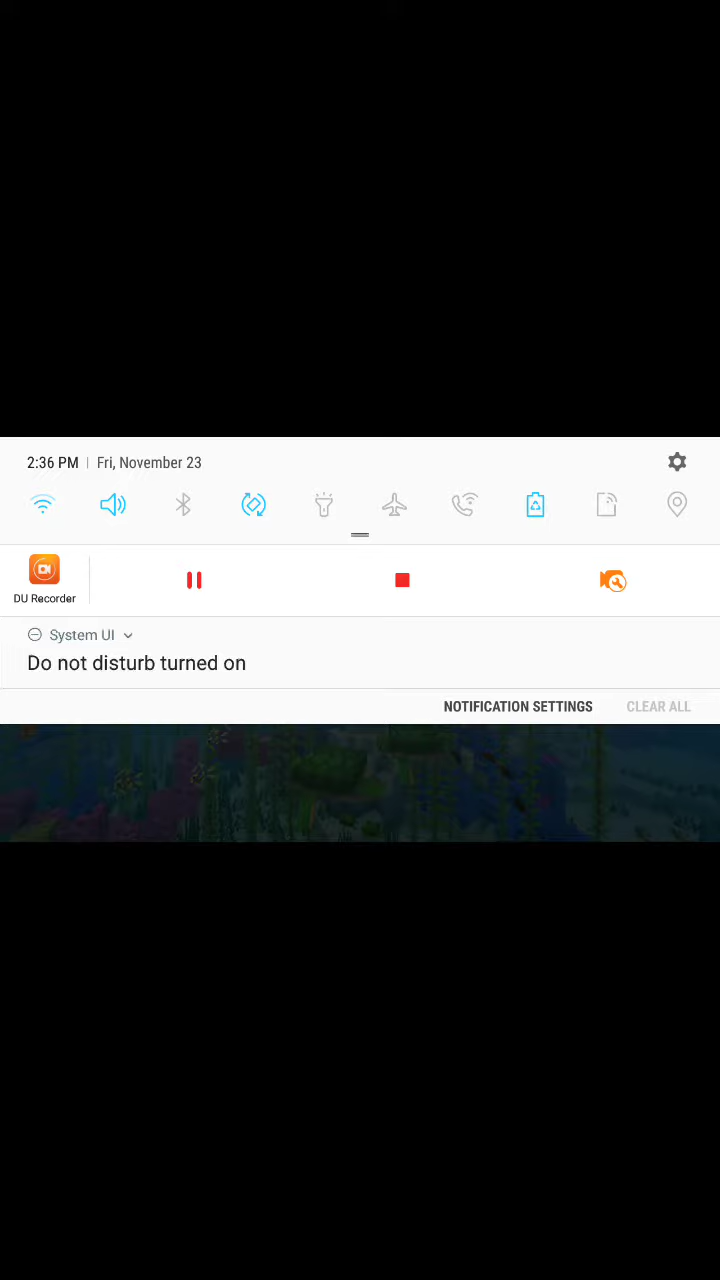 2:36 PM | Fri, November 23
DU Recorder
System UI
Do not disturb turned on
NOTIFICATION SETTINGS CLEAR ALL